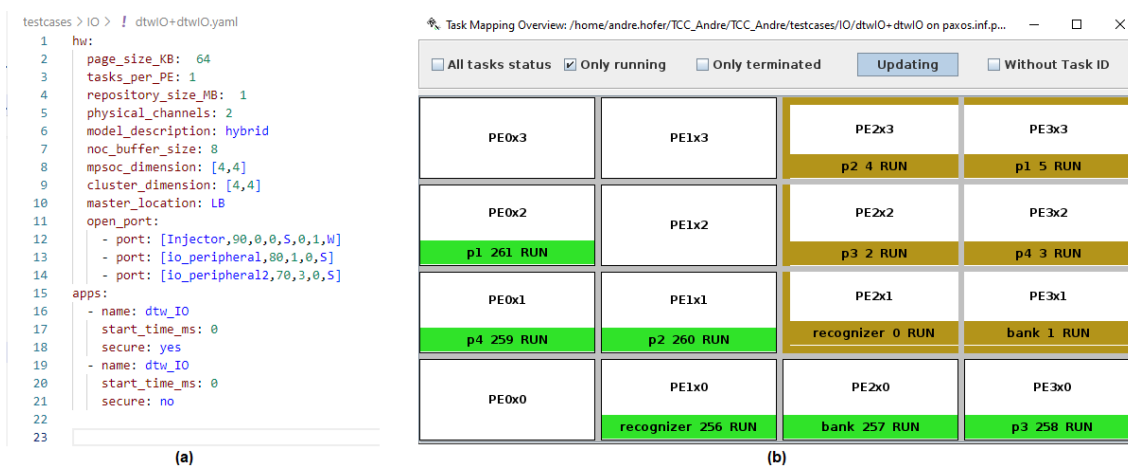 testcases > IO > ! dtwIO+dtwIO.yaml
1 hw:
2 page_size_KB: 64
3 tasks_per_PE: 1
4 repository_size_MB: 1
5 physical_channels: 2
6 model_description: hybrid
7 noc_buffer_size: 8
8 mpsoc_dimension: [4,4]
9 cluster_dimension: [4,4]
10 master_location: LB
11 open_port:
12 - port: [Injector,90,0,0,S,0,1,W]
13 - port: [io_peripheral,80,1,0,S]
14 - port: [io_peripheral2,70,3,0,S]
15 apps:
16 - name: dtw_IO
17 start_time_ms: 0
18 secure: yes
19 - name: dtw_IO
20 start_time_ms: 0
21 secure: no
22
23
(a)
Task Mapping Overview: /home/andre.hofer/TCC_Andre/TCC_Andre/testcases/IO/dtwIO+dtwIO on paxos.inf.p...
All tasks status Only running Only terminated Updating Without Task ID
PE0x3 PE1x3 PE2x3 PE3x3
p2 4 RUN p1 5 RUN
PE0x2 PE1x2 PE2x2 PE3x2
p1 261 RUN p3 2 RUN p4 3 RUN
PE0x1 PE1x1 PE2x1 PE3x1
p4 259 RUN p2 260 RUN recognizer 0 RUN bank 1 RUN
PE0x0 PE1x0 PE2x0 PE3x0
recognizer 256 RUN bank 257 RUN p3 258 RUN
(b)